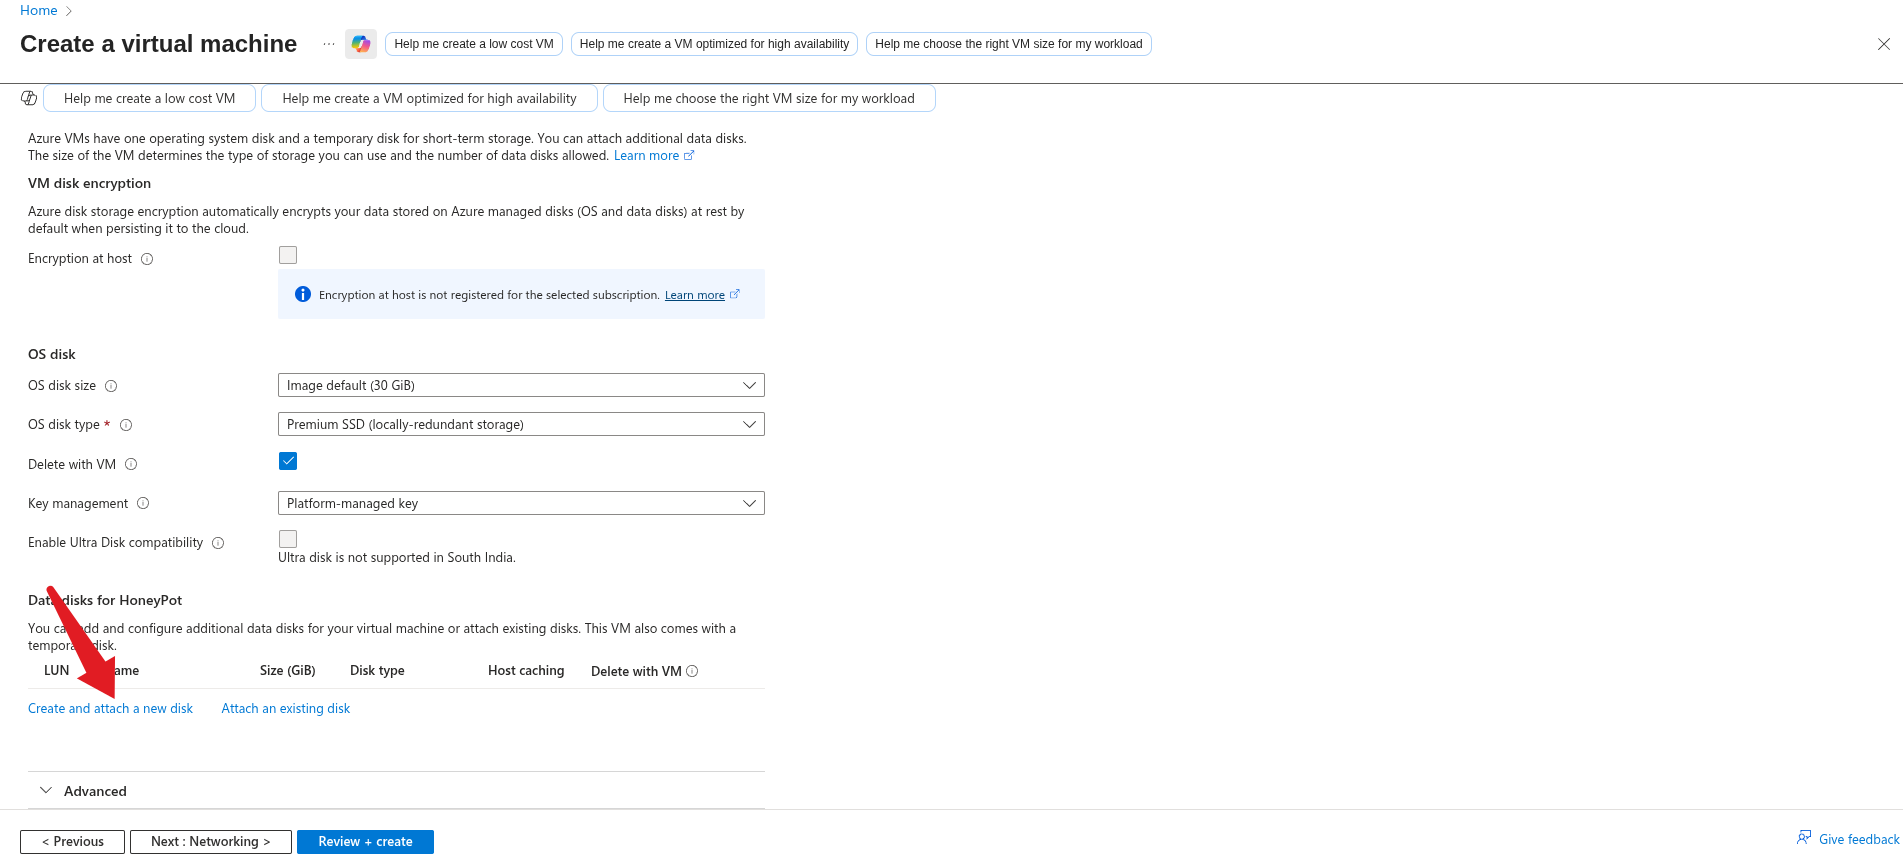 Home
Create a virtual machine
Help me create a low cost VM
Help me create a VM optimized for high availability
Help me choose the right VM size for my workload
Help me create a low cost VM
Help me create a VM optimized for high availability
Help me choose the right VM size for my workload
Azure VMs have one operating system disk and a temporary disk for short-term storage. You can attach additional data disks.
The size of the VM determines the type of storage you can use and the number of data disks allowed. Learn more
VM disk encryption
Azure disk storage encryption automatically encrypts your data stored on Azure managed disks (OS and data disks) at rest by
default when persisting it to the cloud.
Encryption at host
Encryption at host is not registered for the selected subscription. Learn more
OS disk
OS disk size
Image default (30 GiB)
OS disk type *
Premium SSD (locally-redundant storage)
Delete with VM
Key management
Platform-managed key
Enable Ultra Disk compatibility
Ultra disk is not supported in South India.
Data disks for HoneyPot
You can add and configure additional data disks for your virtual machine or attach existing disks. This VM also comes with a
temporary disk.
LUN Name Size (GiB) Disk type Host caching Delete with VM
Create and attach a new disk Attach an existing disk
Advanced
< Previous
Next : Networking >
Review + create
Give feedback